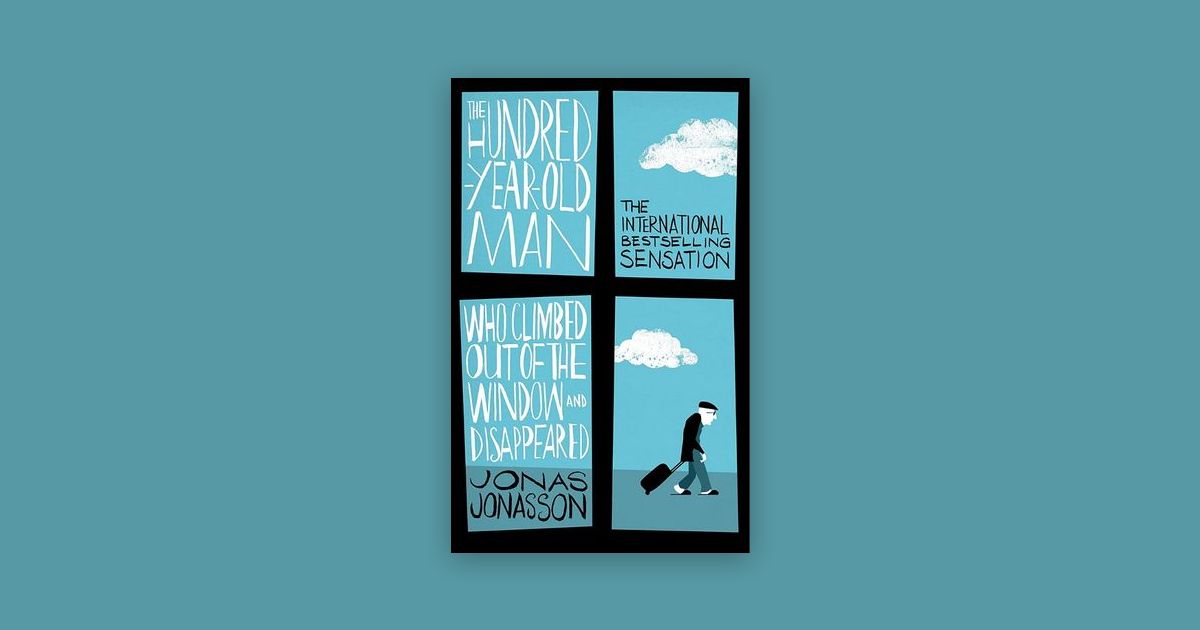 THE
HUNDRED
-YEAR-OLD
MAN
THE
INTERNATIONAL
BESTSELLING
SENSATION
WHO CLIMBED
OUT OF THE
WINDOW AND
DISAPPEARED
JONAS
JONASSON